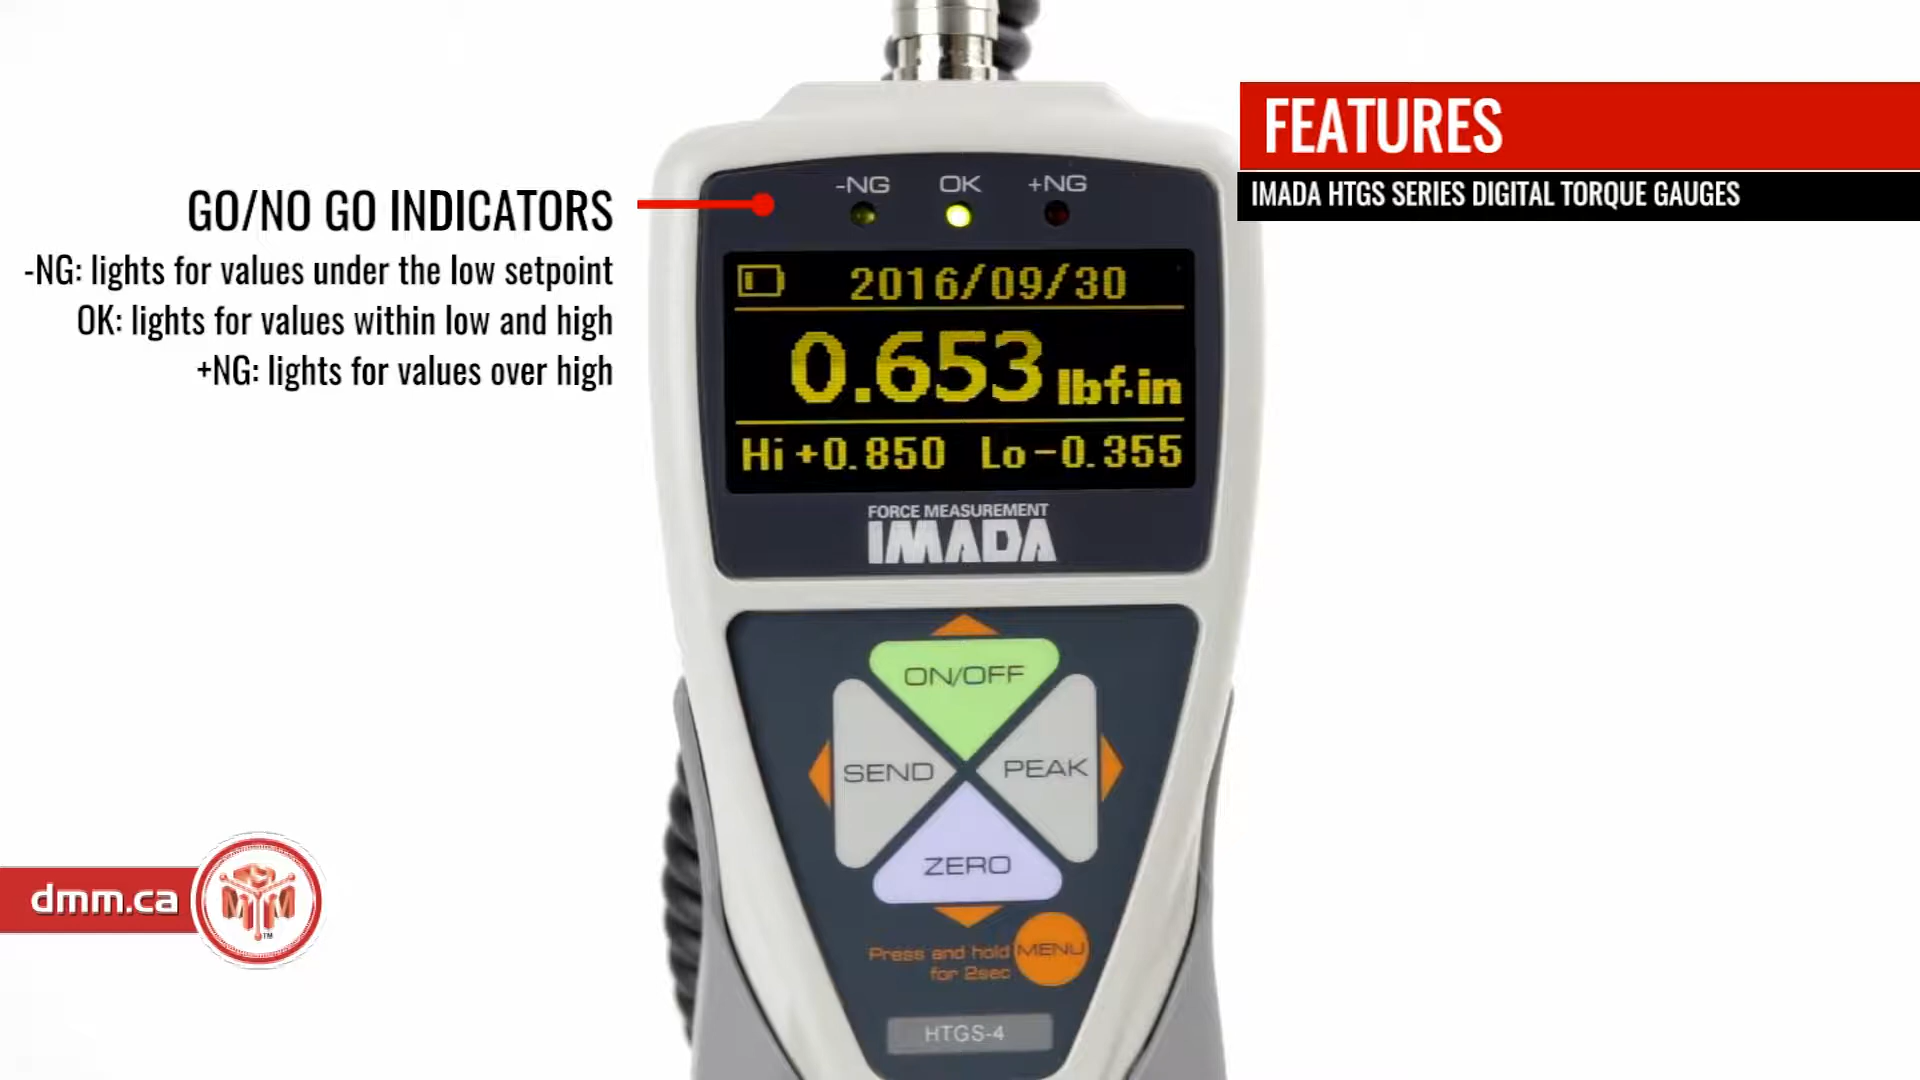 FEATURES
IMADA HTGS SERIES DIGITAL TORQUE GAUGES
GO/NO GO INDICATORS
-NG: lights for values under the low setpoint
OK: lights for values within low and high
+NG: lights for values over high
-NG OK +NG
2016/09/30
0.653 lbf·in
Hi +0.850 Lo -0.355
FORCE MEASUREMENT
IMADA
ON/OFF
SEND PEAK
ZERO
Press and hold MENU
for 2sec
HTGS-4
dmm.ca
TM